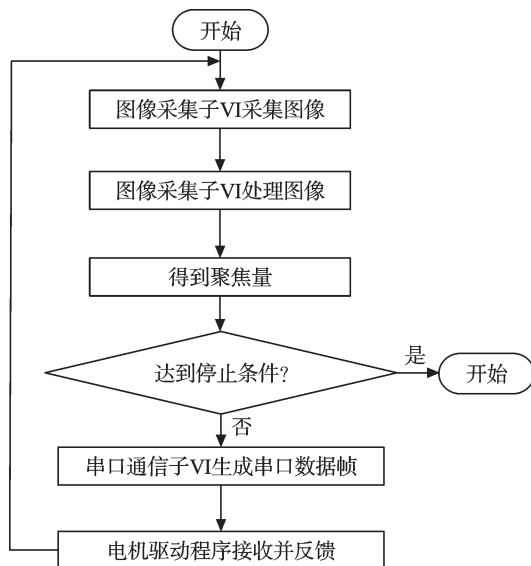 开始
图像采集子VI采集图像
图像采集子VI处理图像
得到聚焦量
达到停止条件?
是
开始
否
串口通信子VI生成串口数据帧
电机驱动程序接收并反馈